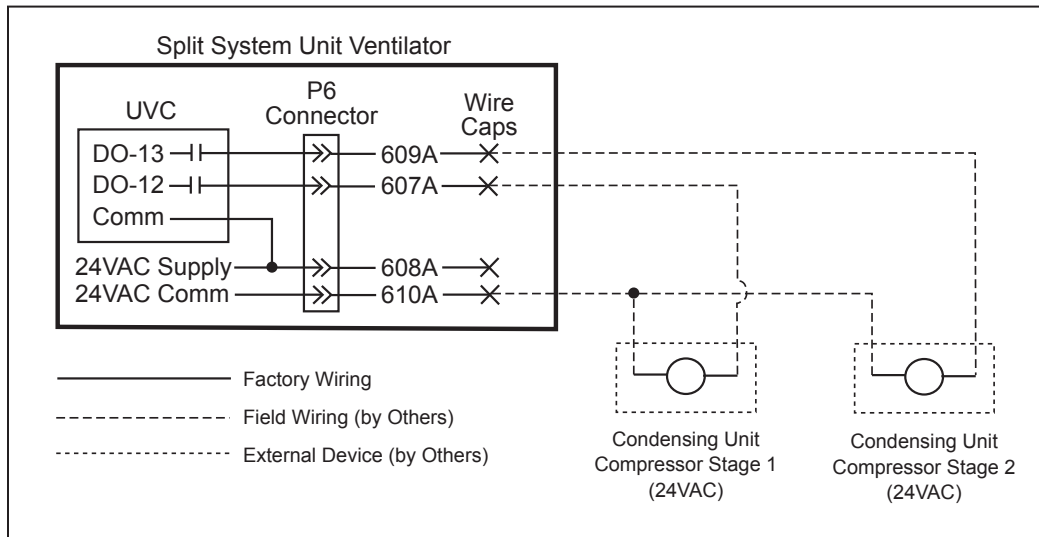 Split System Unit Ventilator
UVC
P6
Connector
Wire
Caps
DO-13
609A
DO-12
607A
Comm
24VAC Supply
608A
24VAC Comm
610A
Factory Wiring
Field Wiring (by Others)
External Device (by Others)
Condensing Unit
Compressor Stage 1
(24VAC)
Condensing Unit
Compressor Stage 2
(24VAC)